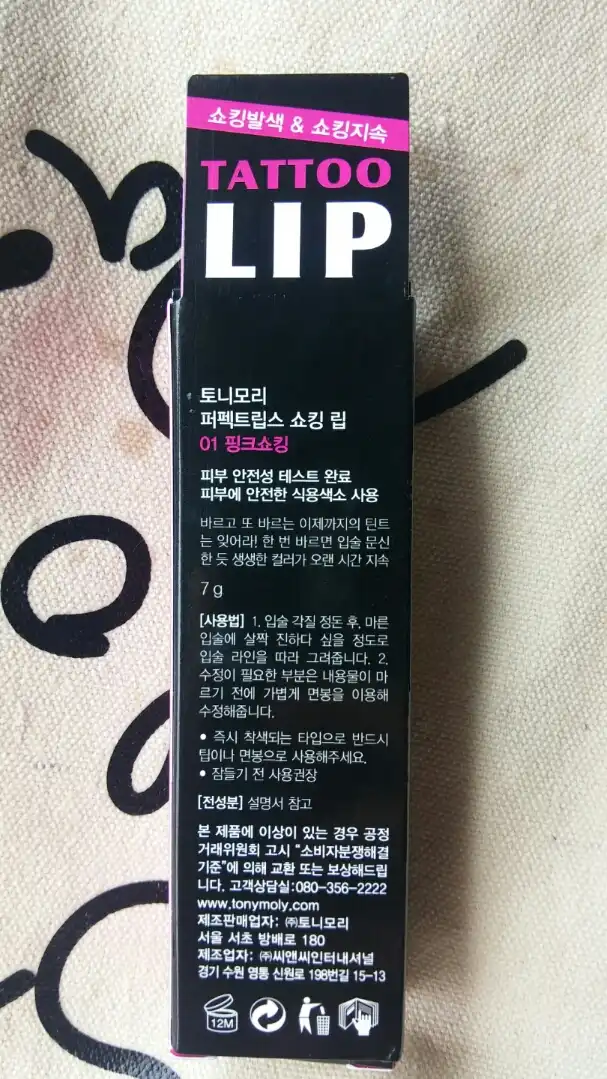 쇼킹발색 & 쇼킹지속
TATTOO
LIP
토니모리
퍼펙트립스 쇼킹 립
01 핑크쇼킹
피부 안전성 테스트 완료
피부에 안전한 식용색소 사용
바르고 또 바르는 이제까지의 틴트
는 잊어라! 한 번 바르면 입술 문신
한 듯 생생한 컬러가 오랜 시간 지속
7 g
[사용법] 1. 입술 각질 정돈 후, 마른
입술에 살짝 진하다 싶을 정도로
입술 라인을 따라 그려줍니다. 2.
수정이 필요한 부분은 내용물이 마
르기 전에 가볍게 면봉을 이용해
수정해줍니다.
• 즉시 착색되는 타입으로 반드시
팁이나 면봉으로 사용해주세요.
• 잠들기 전 사용권장
[전성분] 설명서 참고
본 제품에 이상이 있는 경우 공정
거래위원회 고시 "소비자분쟁해결
기준"에 의해 교환 또는 보상해드립
니다. 고객상담실:080-356-2222
www.tonymoly.com
제조판매업자: ㈜토니모리
서울 서초 방배로 180
제조업자: ㈜씨앤씨인터내셔널
경기 수원 영통 신원로 198번길 15-13
12M